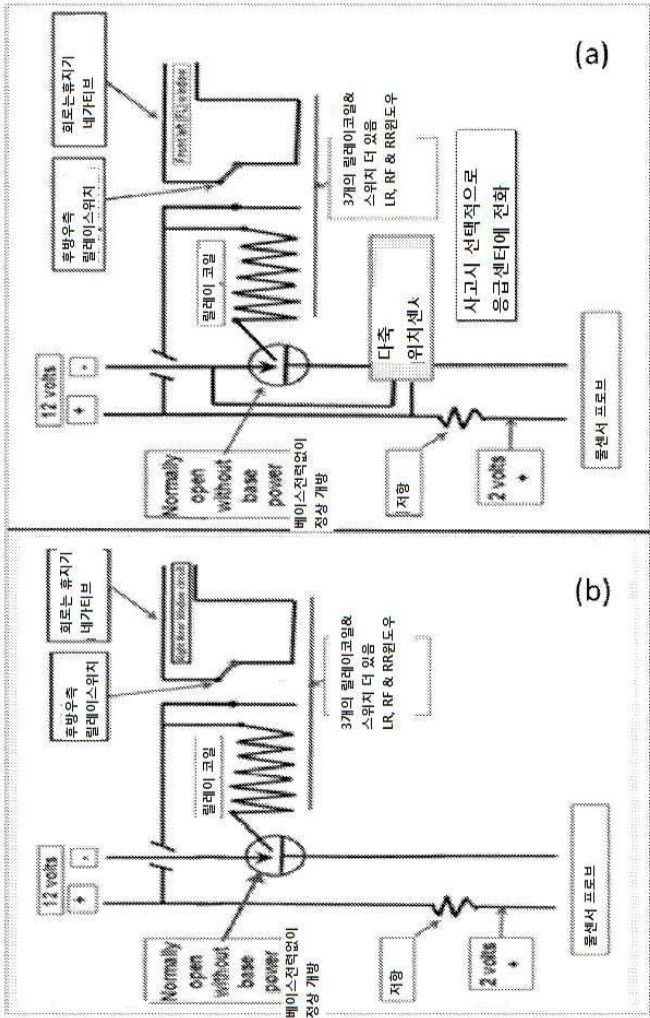 (a)
회로는휴지기
네가티브
Front left (FL) window
후방우측
릴레이스위치
릴레이 코일
3개의 릴레이코일&
스위치 더 있음
LR, RF & RR윈도우
12 volts
-
+
다축
위치센서
사고시 선택적으로
응급센터에 전화
Normally
open
without
base
power
베이스전력없이
정상 개방
저항
2 volts
+
물센서 프로브
(b)
회로는 휴지기
네가티브
Right Rear Window circuit
후방우측
릴레이스위치
릴레이 코일
3개의 릴레이코일&
스위치 더 있음
LR, RF & RR윈도우
12 volts
-
+
Normally
open
without
base
power
베이스전력없이
정상 개방
저항
2 volts
+
물센서 프로브